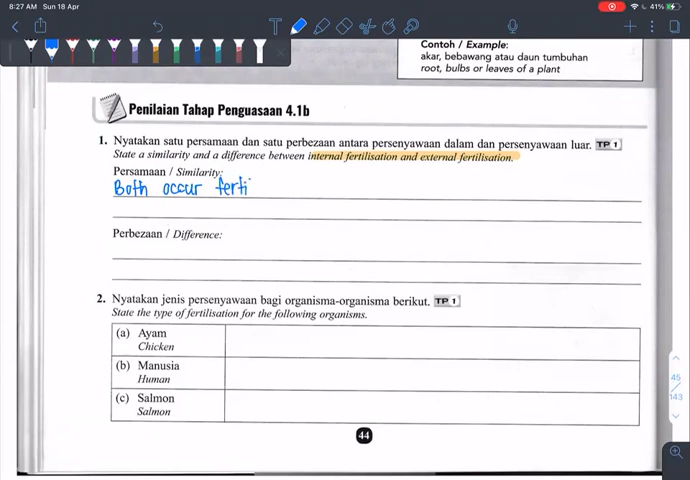 8:27 AM Sun 18 Apr
41%
Contoh / Example:
akar, bebawang atau daun tumbuhan
root, bulbs or leaves of a plant
Penilaian Tahap Penguasaan 4.1b
1. Nyatakan satu persamaan dan satu perbezaan antara persenyawaan dalam dan persenyawaan luar. TP 1
State a similarity and a difference between internal fertilisation and external fertilisation.
Persamaan / Similarity:
Both occur ferti
Perbezaan / Difference:
2. Nyatakan jenis persenyawaan bagi organisma-organisma berikut. TP 1
State the type of fertilisation for the following organisms.
(a) Ayam
Chicken
(b) Manusia
Human
(c) Salmon
Salmon
44
45
143